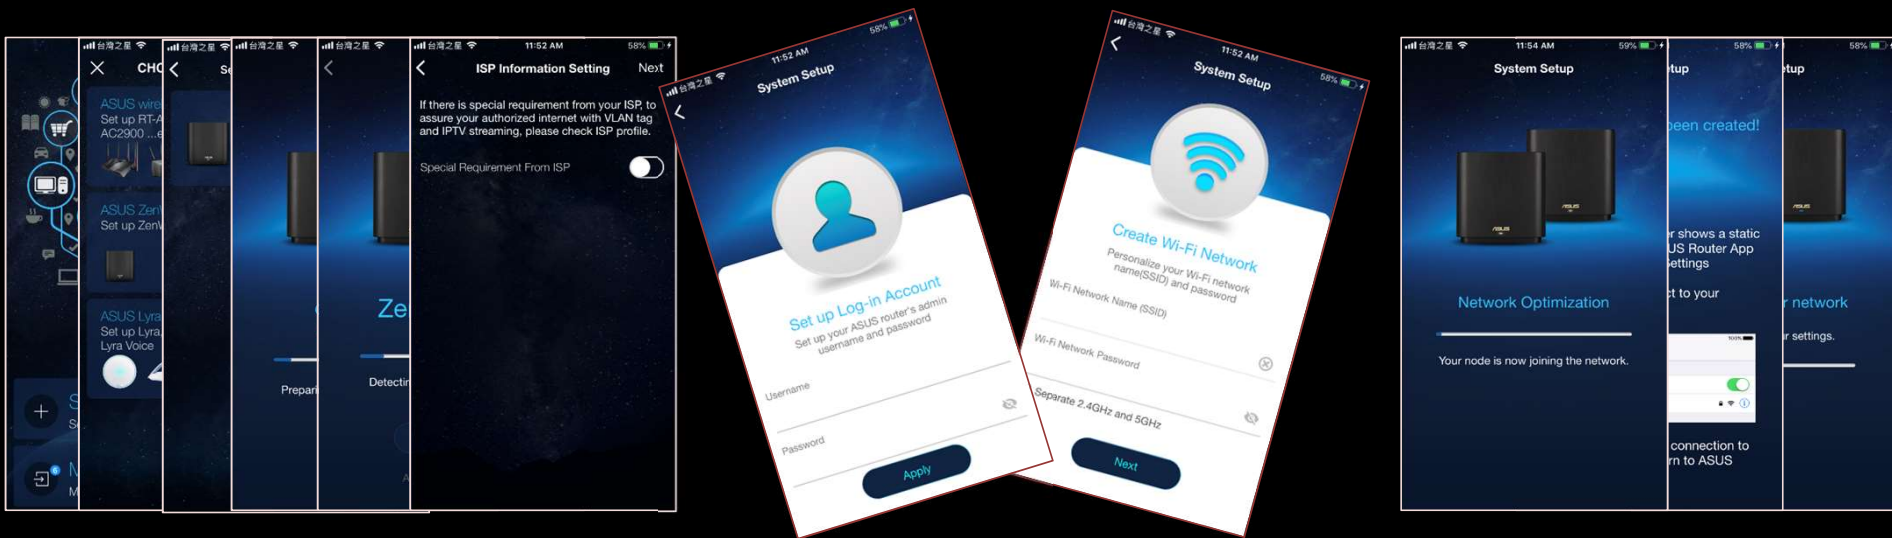 台灣之星
CHO
ASUS wire
Set up RT-A
AC2900 ...e
ASUS Zen
Set up Zen
ASUS Lyra
Set up Lyra,
Lyra Voice
S
M
M
6
台灣之星
Se
ASUS
台灣之星
Prepari
台灣之星
Ze
Detectin
A
台灣之星 11:52 AM 58%
ISP Information Setting Next
If there is special requirement from your ISP, to
assure your authorized internet with VLAN tag
and IPTV streaming, please check ISP profile.
Special Requirement From ISP
台灣之星 11:52 AM 58%
System Setup
Set up Log-in Account
Set up your ASUS router's admin
username and password
Username
Password
Apply
台灣之星 11:52 AM 58%
System Setup
Create Wi-Fi Network
Personalize your Wi-Fi network
name(SSID) and password
Wi-Fi Network Name (SSID)
Wi-Fi Network Password
Separate 2.4GHz and 5GHz
Next
台灣之星 11:54 AM 59%
System Setup
ASUS
ASUS
Network Optimization
Your node is now joining the network.
58%
tup
been created!
r shows a static
US Router App
Settings
ct to your
100%
connection to
rn to ASUS
58%
tup
ASUS
r network
r settings.